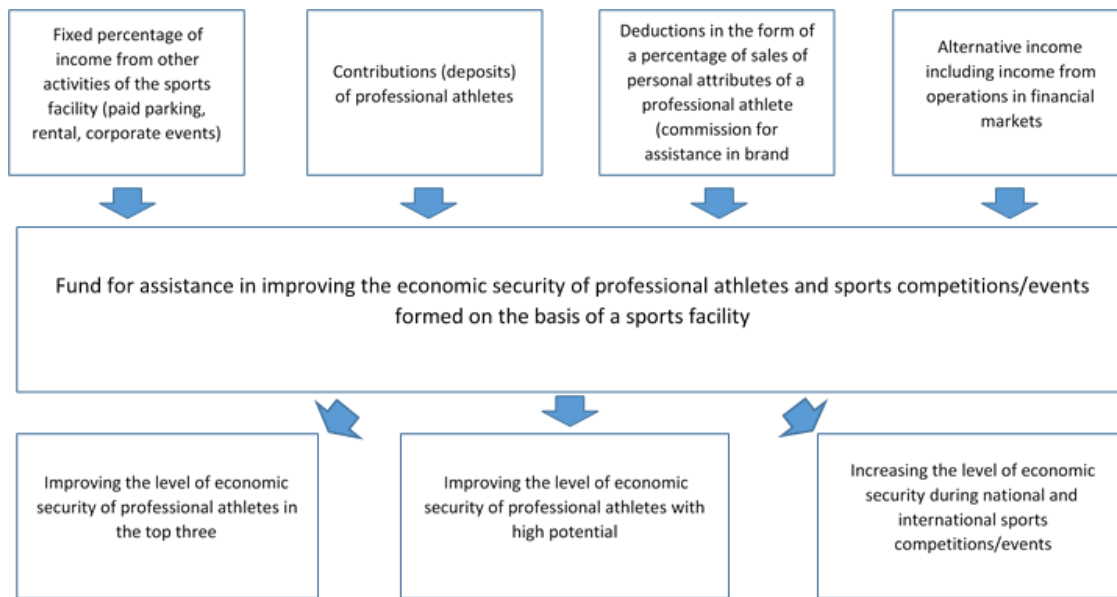 Fixed percentage of
income from other
activities of the sports
facility (paid parking,
rental, corporate events)
Contributions (deposits)
of professional athletes
Deductions in the form of
a percentage of sales of
personal attributes of a
professional athlete
(commission for
assistance in brand
Alternative income
including income from
operations in financial
markets
Fund for assistance in improving the economic security of professional athletes and sports competitions/events
formed on the basis of a sports facility
Improving the level of economic
security of professional athletes in
the top three
Improving the level of economic
security of professional athletes with
high potential
Increasing the level of economic
security during national and
international sports
competitions/events